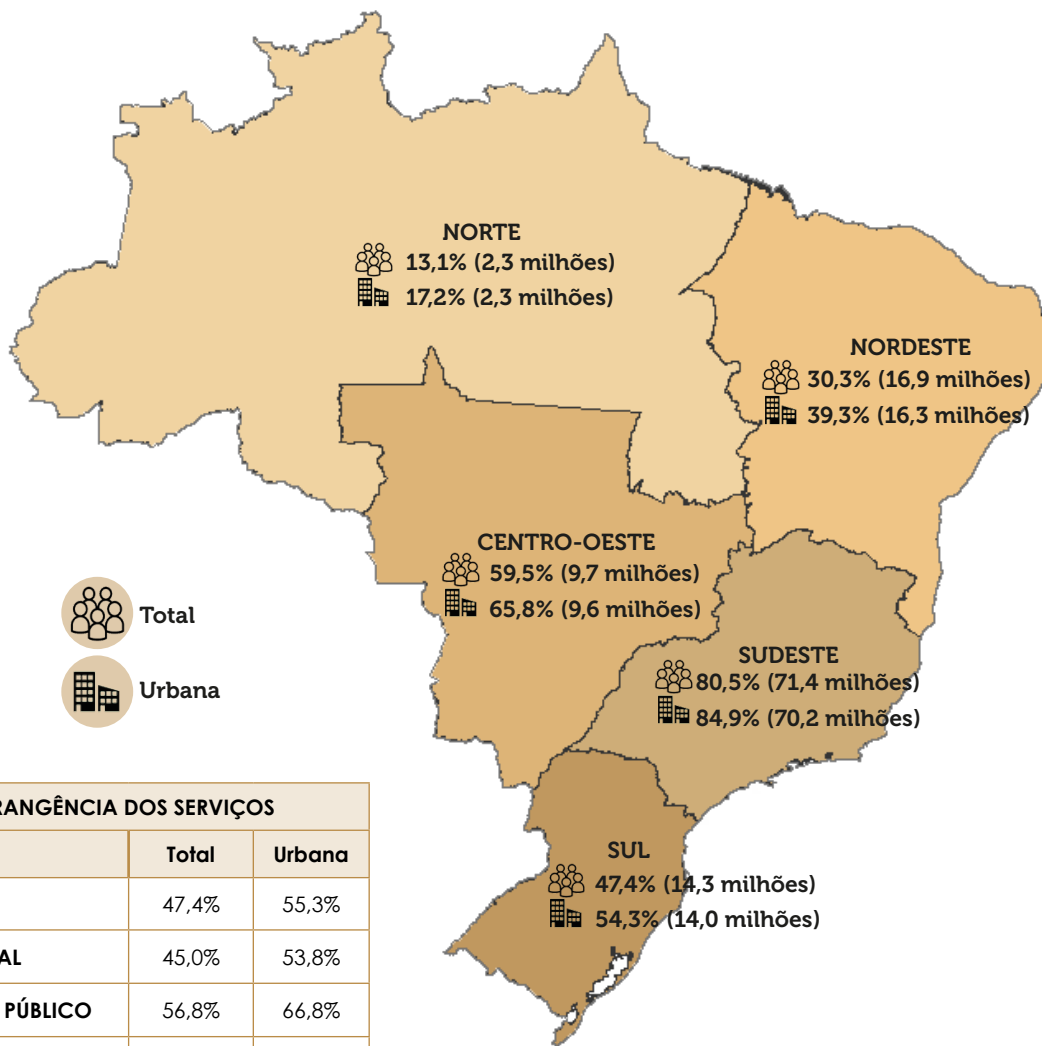 NORTE
13,1% (2,3 milhões)
17,2% (2,3 milhões)
NORDESTE
30,3% (16,9 milhões)
39,3% (16,3 milhões)
CENTRO-OESTE
59,5% (9,7 milhões)
65,8% (9,6 milhões)
Total
Urbana
SUDESTE
80,5% (71,4 milhões)
84,9% (70,2 milhões)
SUL
47,4% (14,3 milhões)
54,3% (14,0 milhões)
RANGÊNCIA DOS SERVIÇOS
Total Urbana
47,4% 55,3%
AL 45,0% 53,8%
PÚBLICO 56,8% 66,8%